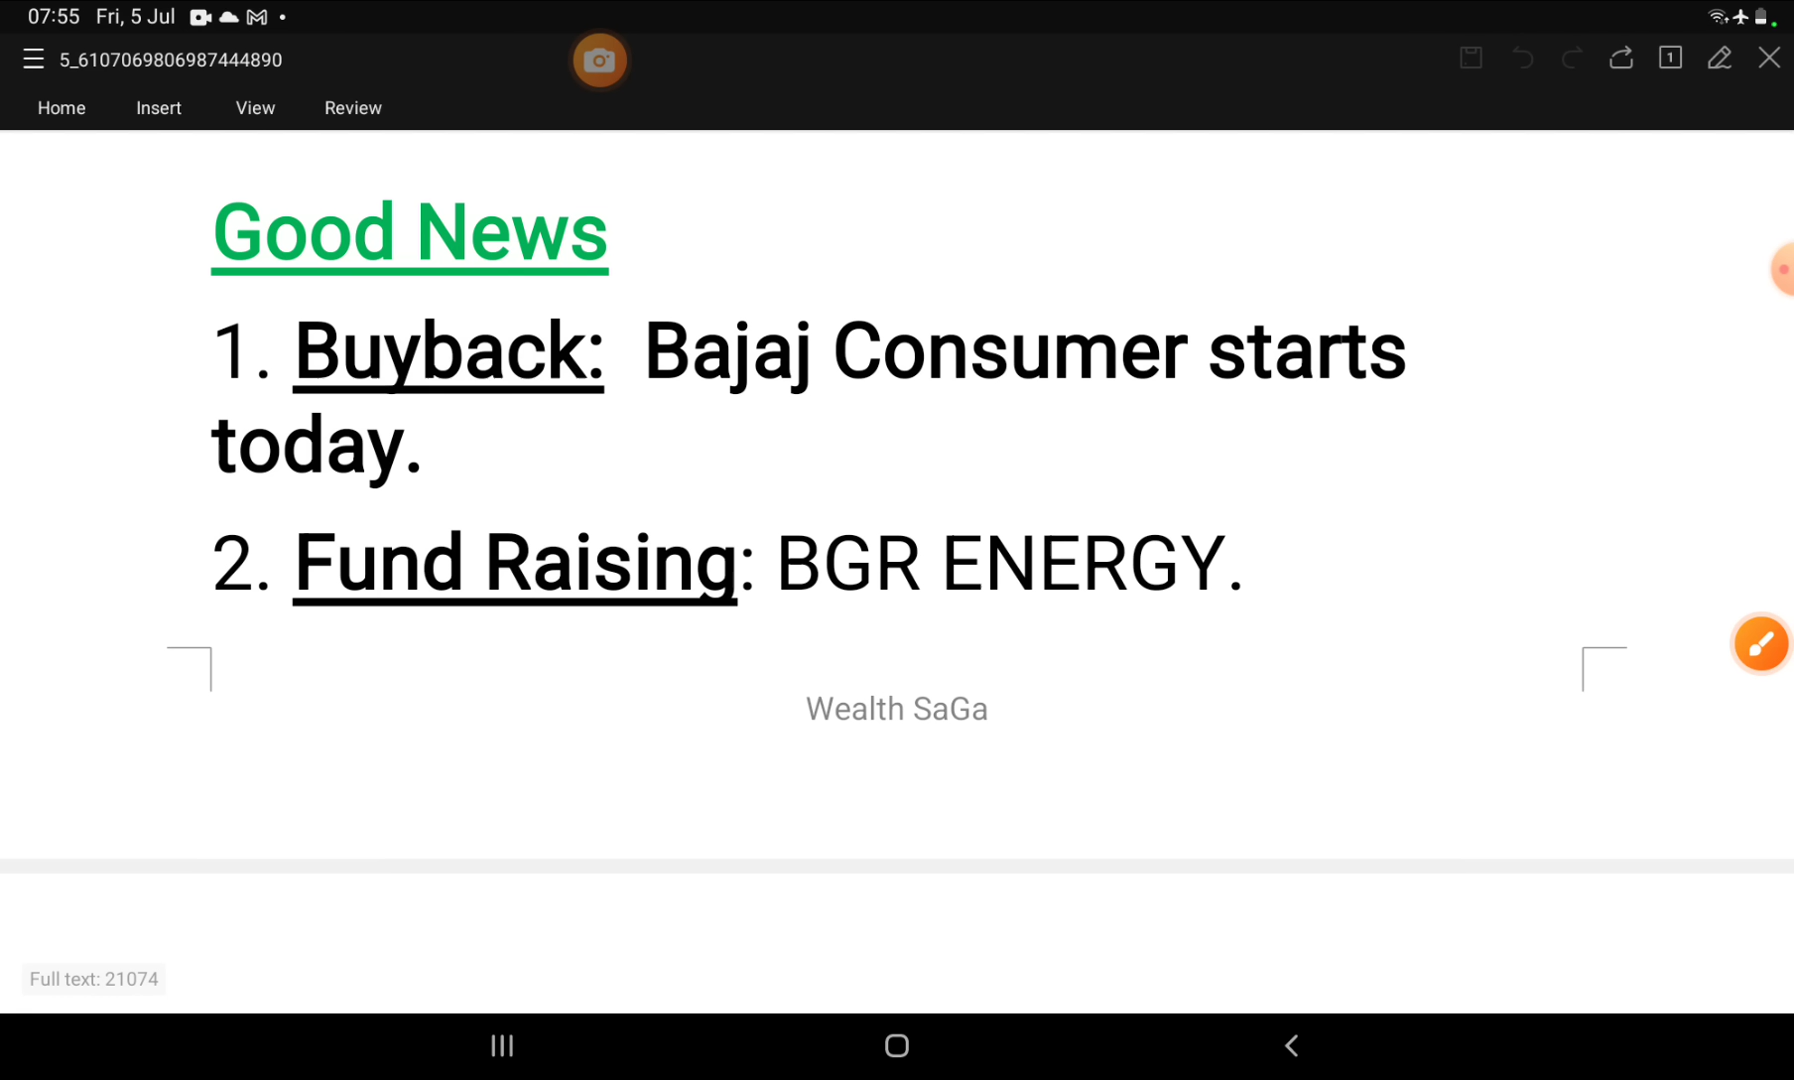 07:55 Fri, 5 Jul
5_6107069806987444890
1
Home Insert View Review
Good News
1. Buyback: Bajaj Consumer starts
today.
2. Fund Raising: BGR ENERGY.
Wealth SaGa
Full text: 21074